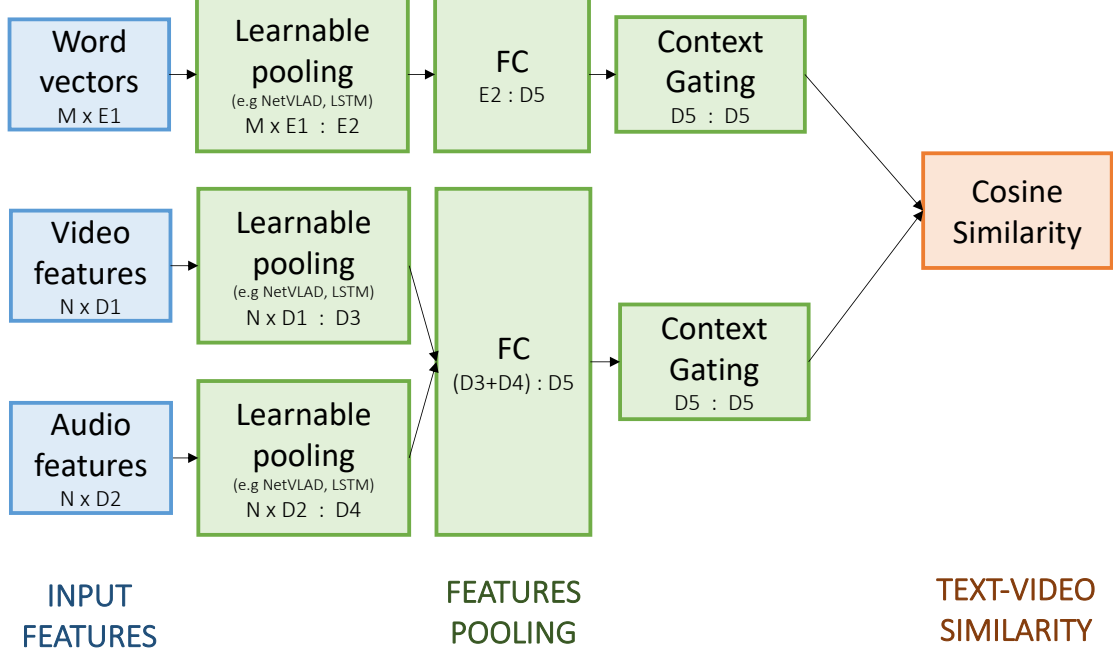 Word
vectors
M x E1
Learnable
pooling
(e.g NetVLAD, LSTM)
M x E1 : E2
FC
E2 : D5
Context
Gating
D5 : D5
Video
features
N x D1
Learnable
pooling
(e.g NetVLAD, LSTM)
N x D1 : D3
Audio
features
N x D2
Learnable
pooling
(e.g NetVLAD, LSTM)
N x D2 : D4
FC
(D3+D4) : D5
Context
Gating
D5 : D5
Cosine
Similarity
INPUT
FEATURES
FEATURES
POOLING
TEXT-VIDEO
SIMILARITY